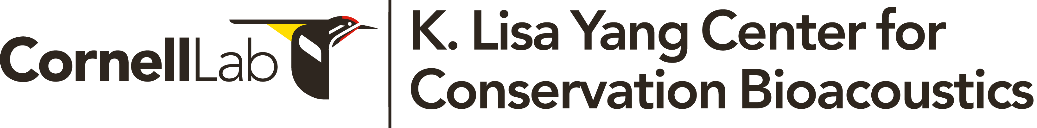 CornellLab
K. Lisa Yang Center for
Conservation Bioacoustics